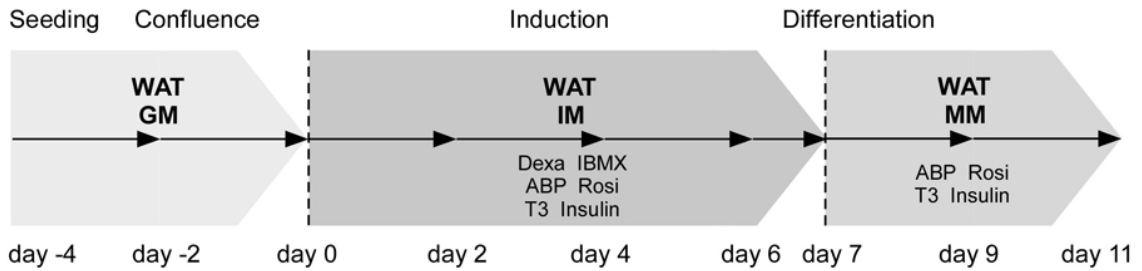 Seeding Confluence Induction Differentiation
WAT
GM
WAT
IM
Dexa IBMX
ABP Rosi
T3 Insulin
WAT
MM
ABP Rosi
T3 Insulin
day -4 day -2 day 0 day 2 day 4 day 6 day 7 day 9 day 11